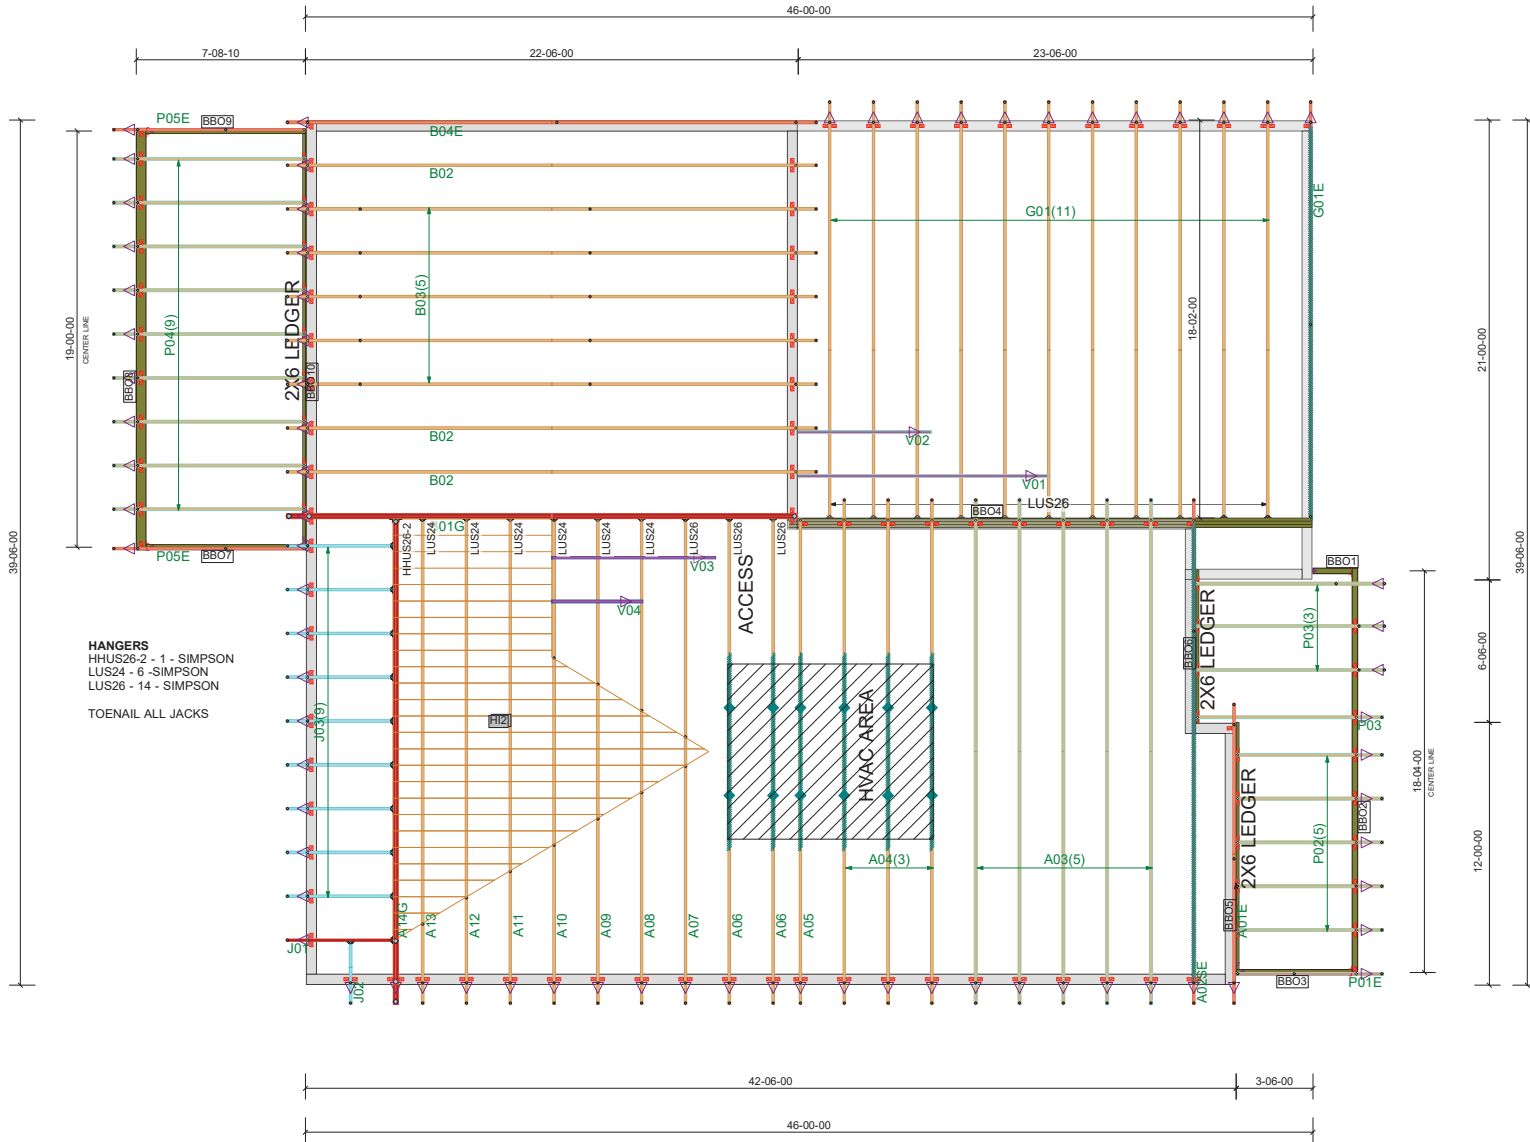 46-00-00
7-08-10
22-06-00
23-06-00
P05E
BBO9
B04E
B02
G01(11)
G01E
B03(5)
P04(9)
19-00-00
CENTER LINE
2X6 LEDGER
BBO8
BBO10
18-02-00
21-00-00
39-06-00
39-06-00
B02
V02
B02
V01
LUS26
BBO4
01G
HHUS26-2
LUS24
LUS24
LUS24
LUS24
LUS24
LUS24
LUS26
LUS26
LUS26
P05E
BBO7
V03
V04
ACCESS
BBO1
P03(3)
2X6 LEDGER
BBO6
6-06-00
HANGERS
HHUS26-2 - 1 - SIMPSON
LUS24 - 6 -SIMPSON
LUS26 - 14 - SIMPSON
TOENAIL ALL JACKS
J03(9)
HI2
HVAC AREA
P03
18-04-00
CENTER LINE
2X6 LEDGER
BBO2
P02(5)
12-00-00
A04(3)
A03(5)
A14G
A13
A12
A11
A10
A09
A08
A07
A06
A06
A05
BBO5
A01E
J01
J02
A02SE
BBO3
P01E
42-06-00
3-06-00
46-00-00